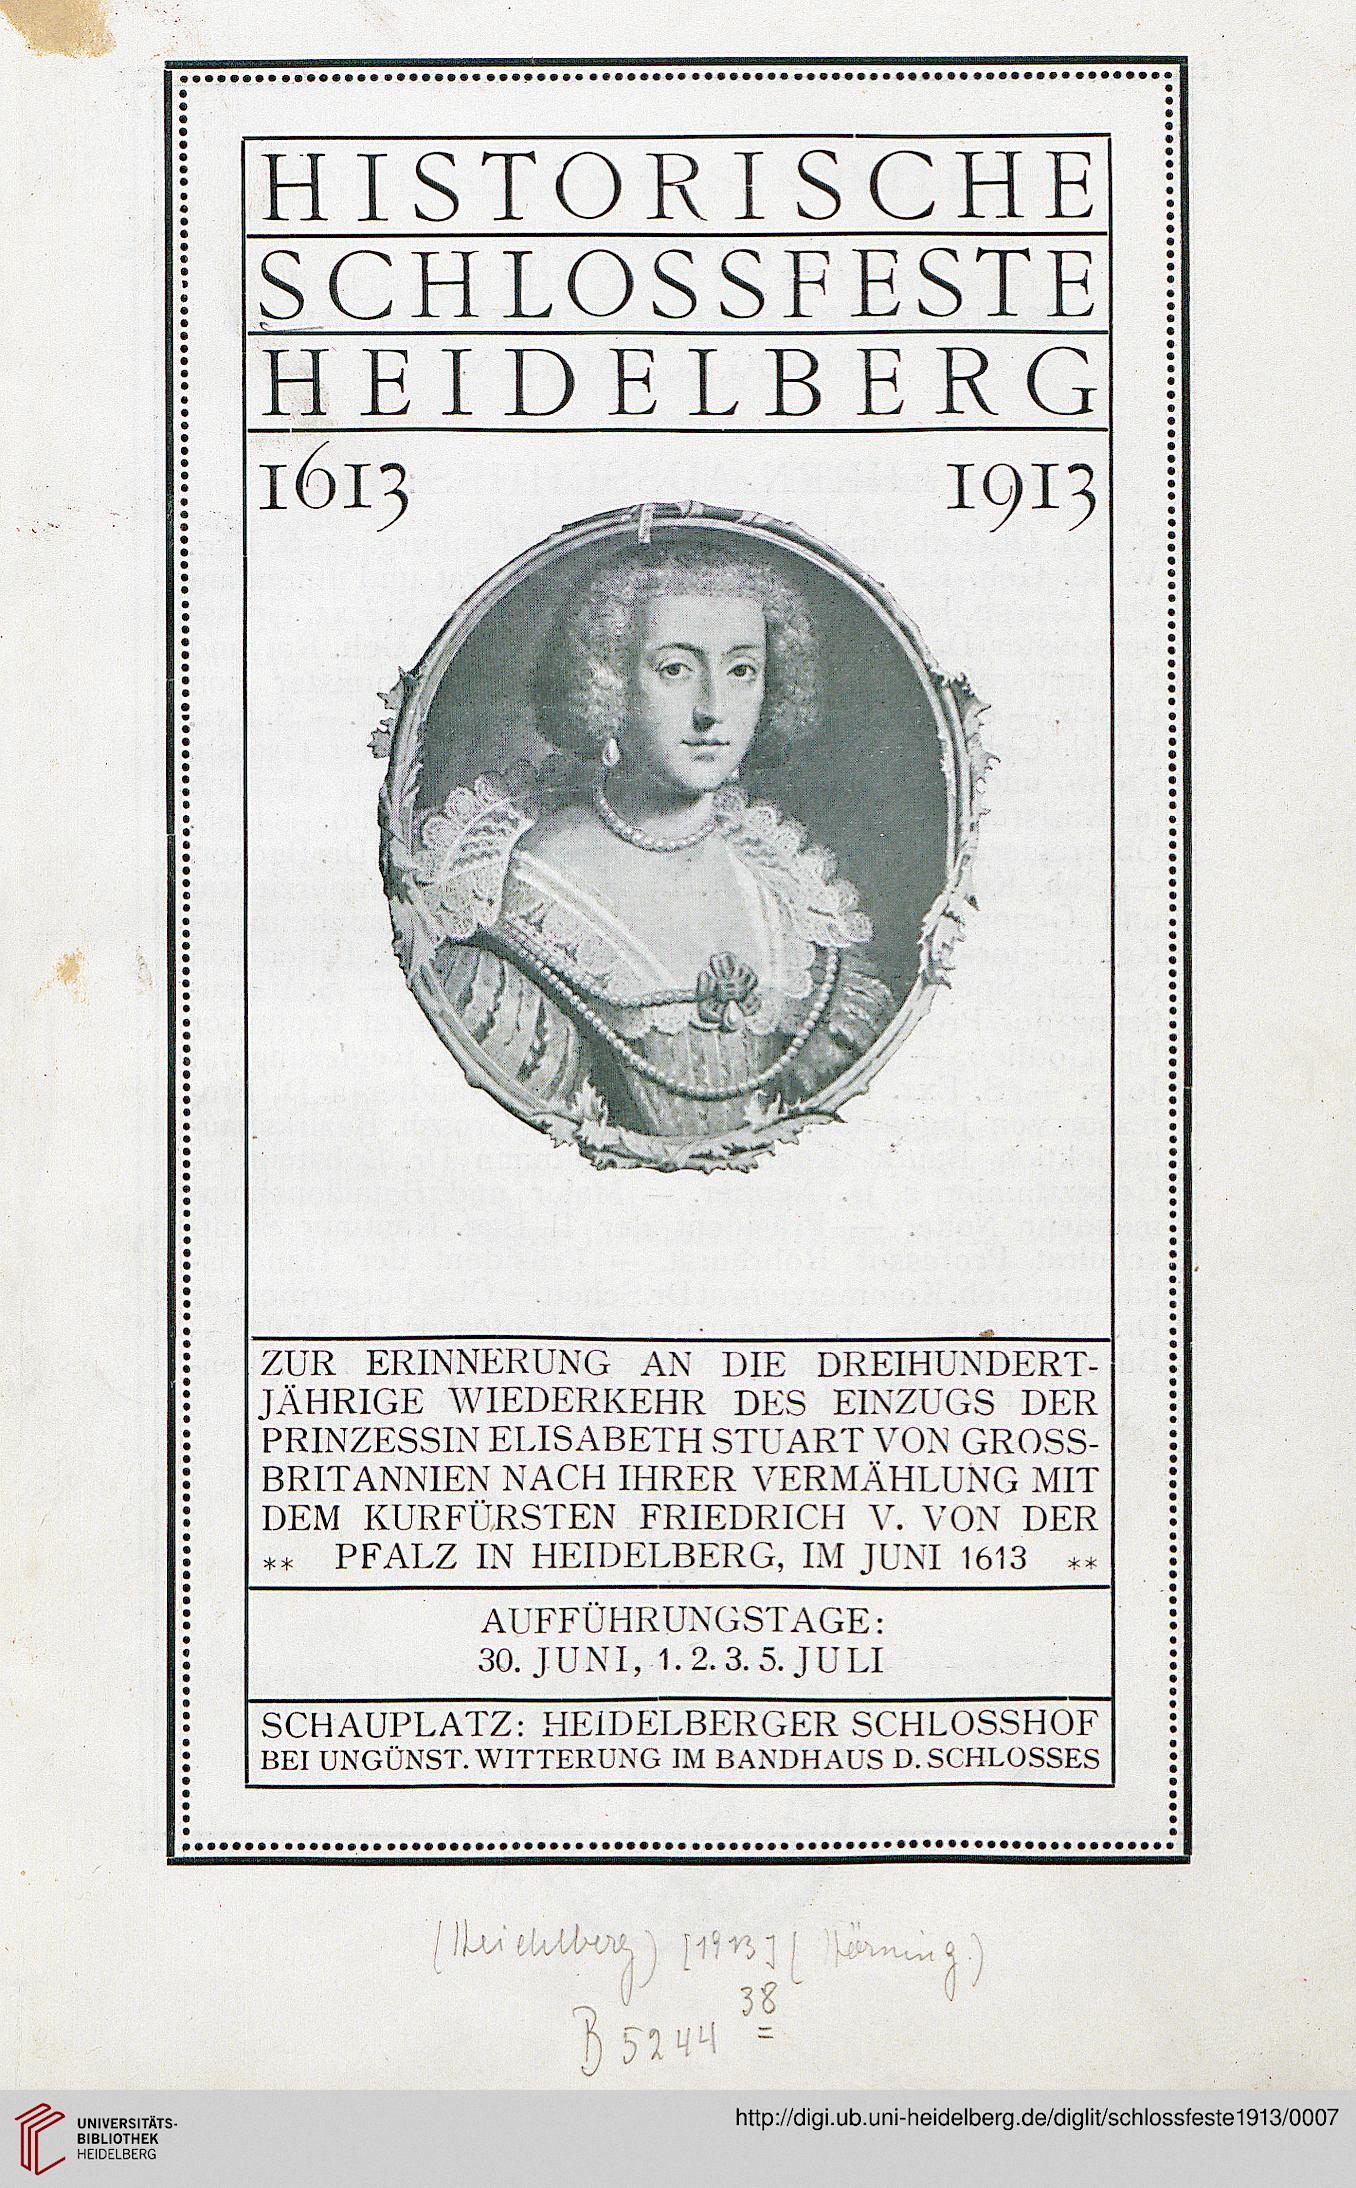 HISTORISCHE
SCHLOSSFESTE
HEIDELBERG
1613 1913
ZUR ERINNERUNG AN DIE DREIHUNDERT-
JÄHRIGE WIEDERKEHR DES EINZUGS DER
PRINZESSIN ELISABETH STUART VON GROSS-
BRITANNIEN NACH IHRER VERMÄHLUNG MIT
DEM KURFÜRSTEN FRIEDRICH V. VON DER
** PFALZ IN HEIDELBERG, IM JUNI 1613 **
AUFFÜHRUNGSTAGE:
30. JUNI, 1. 2. 3. 5. JULI
SCHAUPLATZ: HEIDELBERGER SCHLOSSHOF
BEI UNGÜNST. WITTERUNG IM BANDHAUS D. SCHLOSSES
(Heidelberg) [1913] (Hörning.)
B 5244 38
UNIVERSITÄTS-
BIBLIOTHEK
HEIDELBERG
http://digi.ub.uni-heidelberg.de/diglit/schlossfeste1913/0007